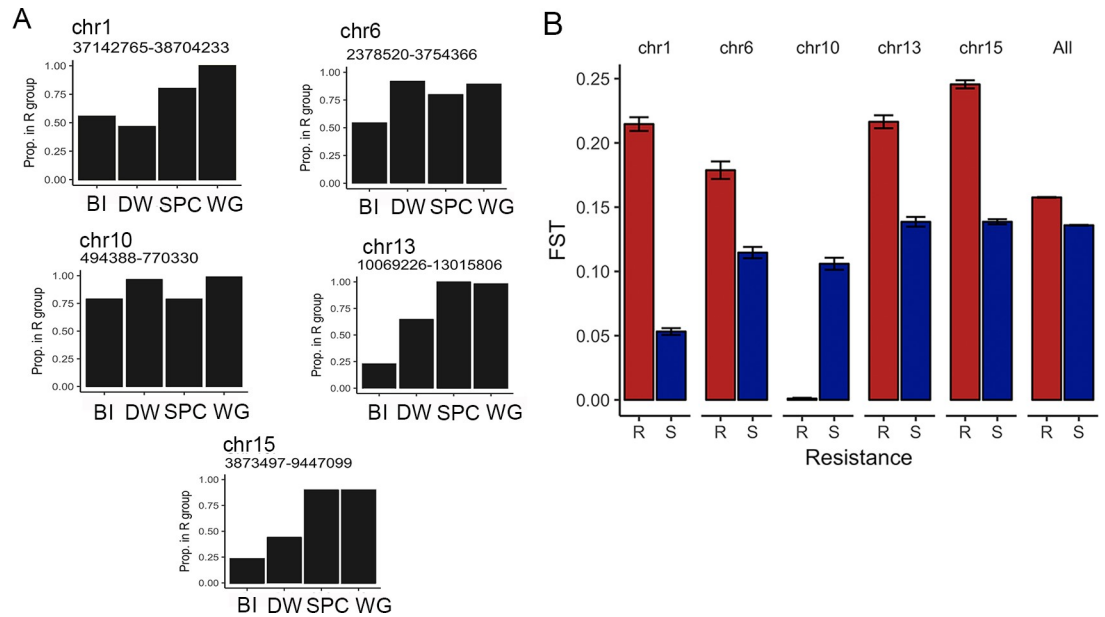 A
chr1
37142765-38704233
Prop. in R group
1.00
0.75
0.50
0.25
0.00
BI DW SPC WG
chr6
2378520-3754366
Prop. in R group
1.00
0.75
0.50
0.25
0.00
BI DW SPC WG
chr10
494388-770330
Prop. in R group
1.00
0.75
0.50
0.25
0.00
BI DW SPC WG
chr13
10069226-13015806
Prop. in R group
1.00
0.75
0.50
0.25
0.00
BI DW SPC WG
chr15
3873497-9447099
Prop. in R group
1.00
0.75
0.50
0.25
0.00
BI DW SPC WG
B
chr1 chr6 chr10 chr13 chr15 All
FST
0.25
0.20
0.15
0.10
0.05
0.00
R S R S R S R S R S R S
Resistance